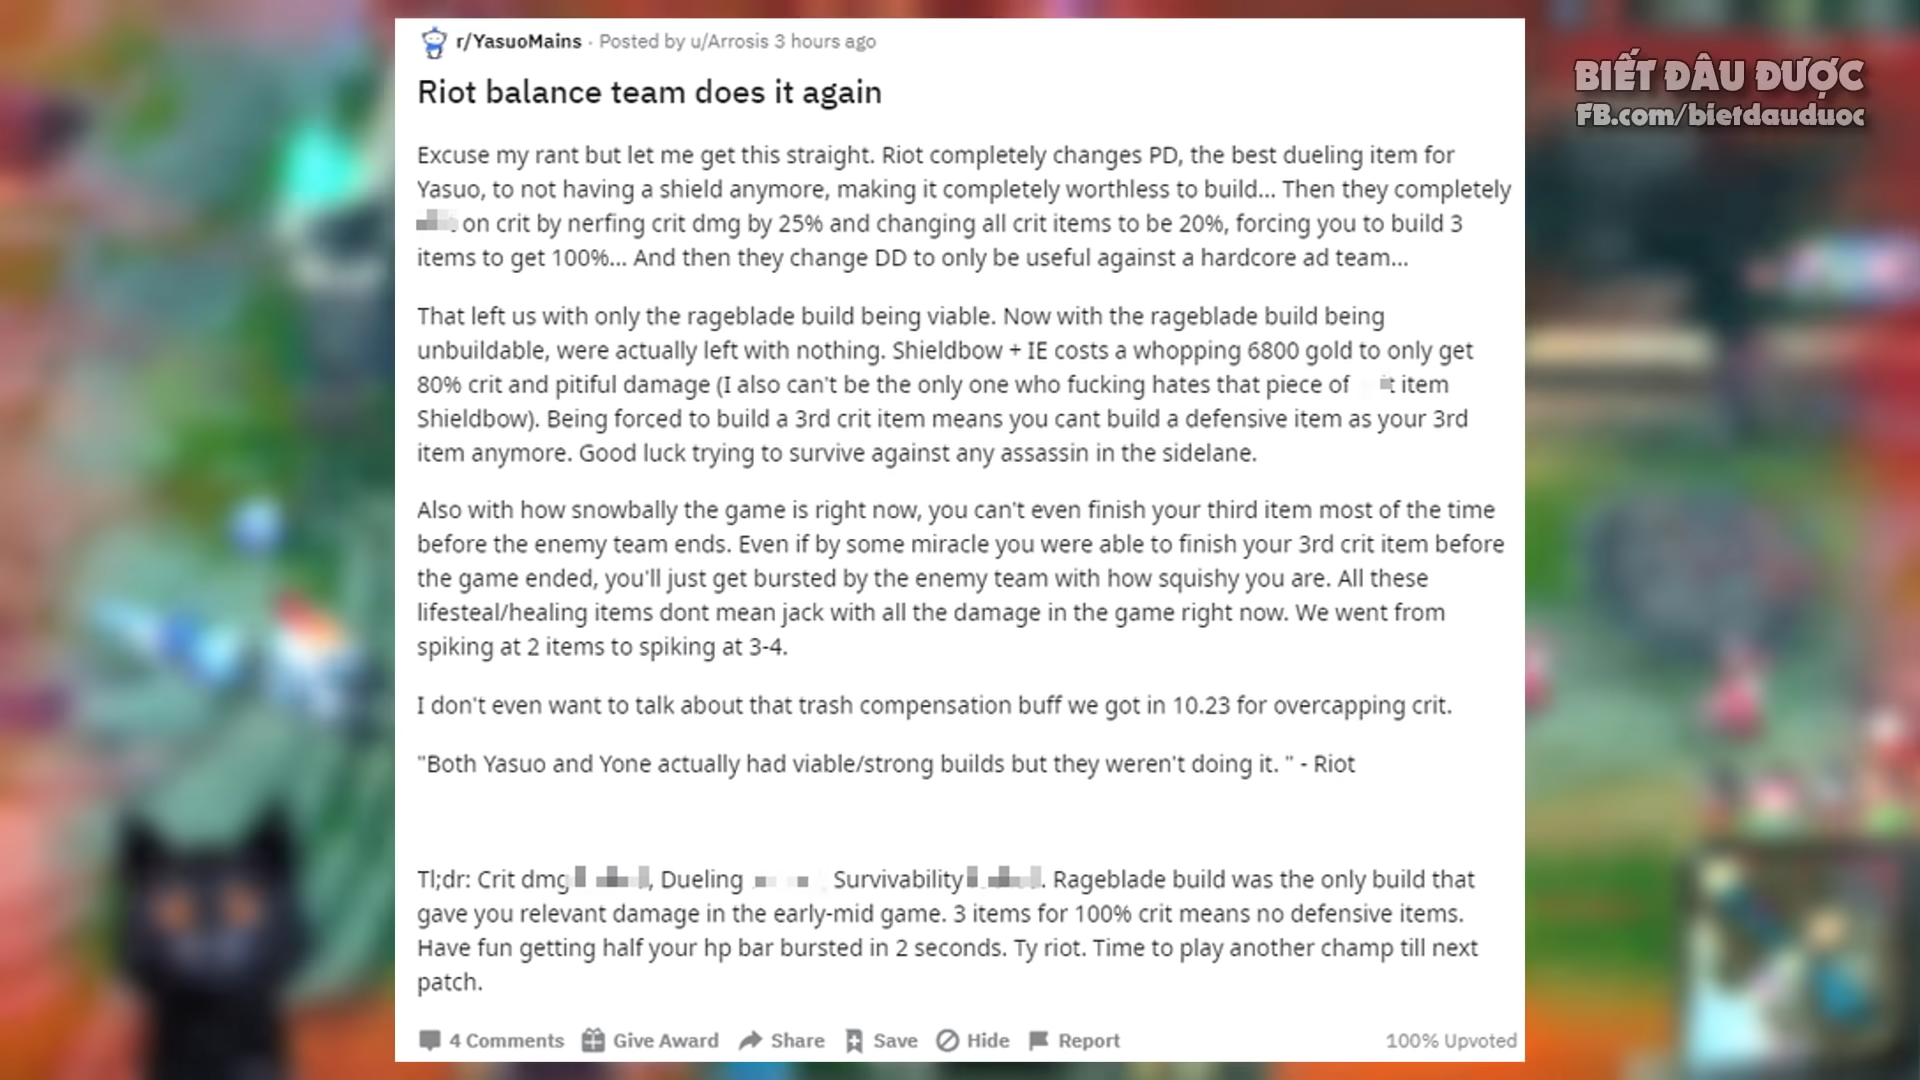 r/YasuoMains · Posted by u/Arrosis 3 hours ago
BIẾT ĐÂU ĐƯỢC
FB.com/bietdauduoc
Riot balance team does it again
Excuse my rant but let me get this straight. Riot completely changes PD, the best dueling item for
Yasuo, to not having a shield anymore, making it completely worthless to build... Then they completely
on crit by nerfing crit dmg by 25% and changing all crit items to be 20%, forcing you to build 3
items to get 100%... And then they change DD to only be useful against a hardcore ad team...
That left us with only the rageblade build being viable. Now with the rageblade build being
unbuildable, were actually left with nothing. Shieldbow + IE costs a whopping 6800 gold to only get
80% crit and pitiful damage (I also can't be the only one who fucking hates that piece of item
Shieldbow). Being forced to build a 3rd crit item means you cant build a defensive item as your 3rd
item anymore. Good luck trying to survive against any assassin in the sidelane.
Also with how snowbally the game is right now, you can't even finish your third item most of the time
before the enemy team ends. Even if by some miracle you were able to finish your 3rd crit item before
the game ended, you'll just get bursted by the enemy team with how squishy you are. All these
lifesteal/healing items dont mean jack with all the damage in the game right now. We went from
spiking at 2 items to spiking at 3-4.
I don't even want to talk about that trash compensation buff we got in 10.23 for overcapping crit.
"Both Yasuo and Yone actually had viable/strong builds but they weren't doing it. " - Riot
Tl;dr: Crit dmg , Dueling Survivability . Rageblade build was the only build that
gave you relevant damage in the early-mid game. 3 items for 100% crit means no defensive items.
Have fun getting half your hp bar bursted in 2 seconds. Ty riot. Time to play another champ till next
patch.
4 Comments Give Award Share Save Hide Report 100% Upvoted